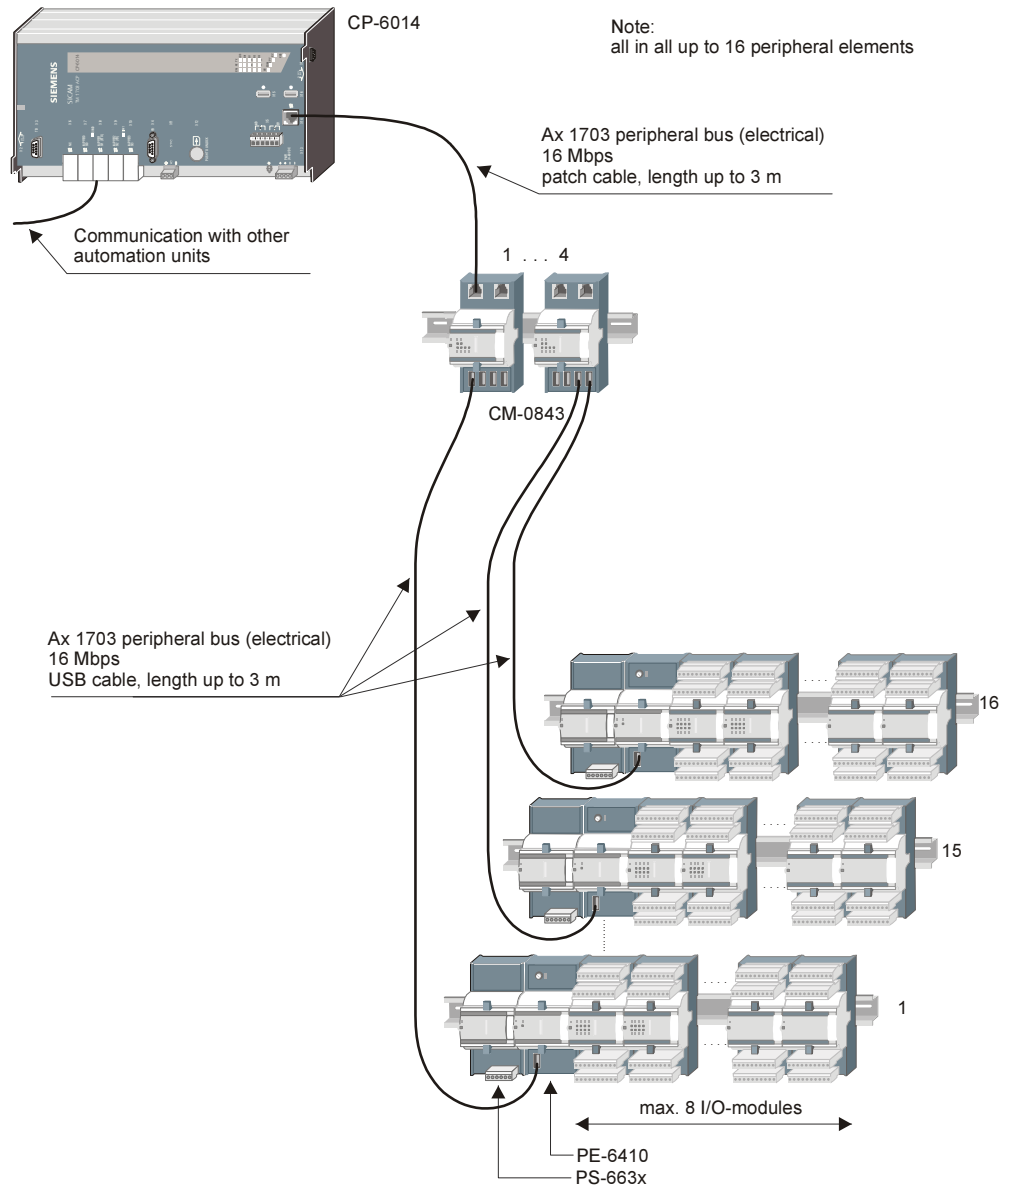 CP-6014
Note:
all in all up to 16 peripheral elements
SIEMENS
SICAM
Ax 1703 peripheral bus (electrical)
16 Mbps
patch cable, length up to 3 m
Communication with other
automation units
1 . . . 4
CM-0843
Ax 1703 peripheral bus (electrical)
16 Mbps
USB cable, length up to 3 m
16
15
1
max. 8 I/O-modules
PE-6410
PS-663x